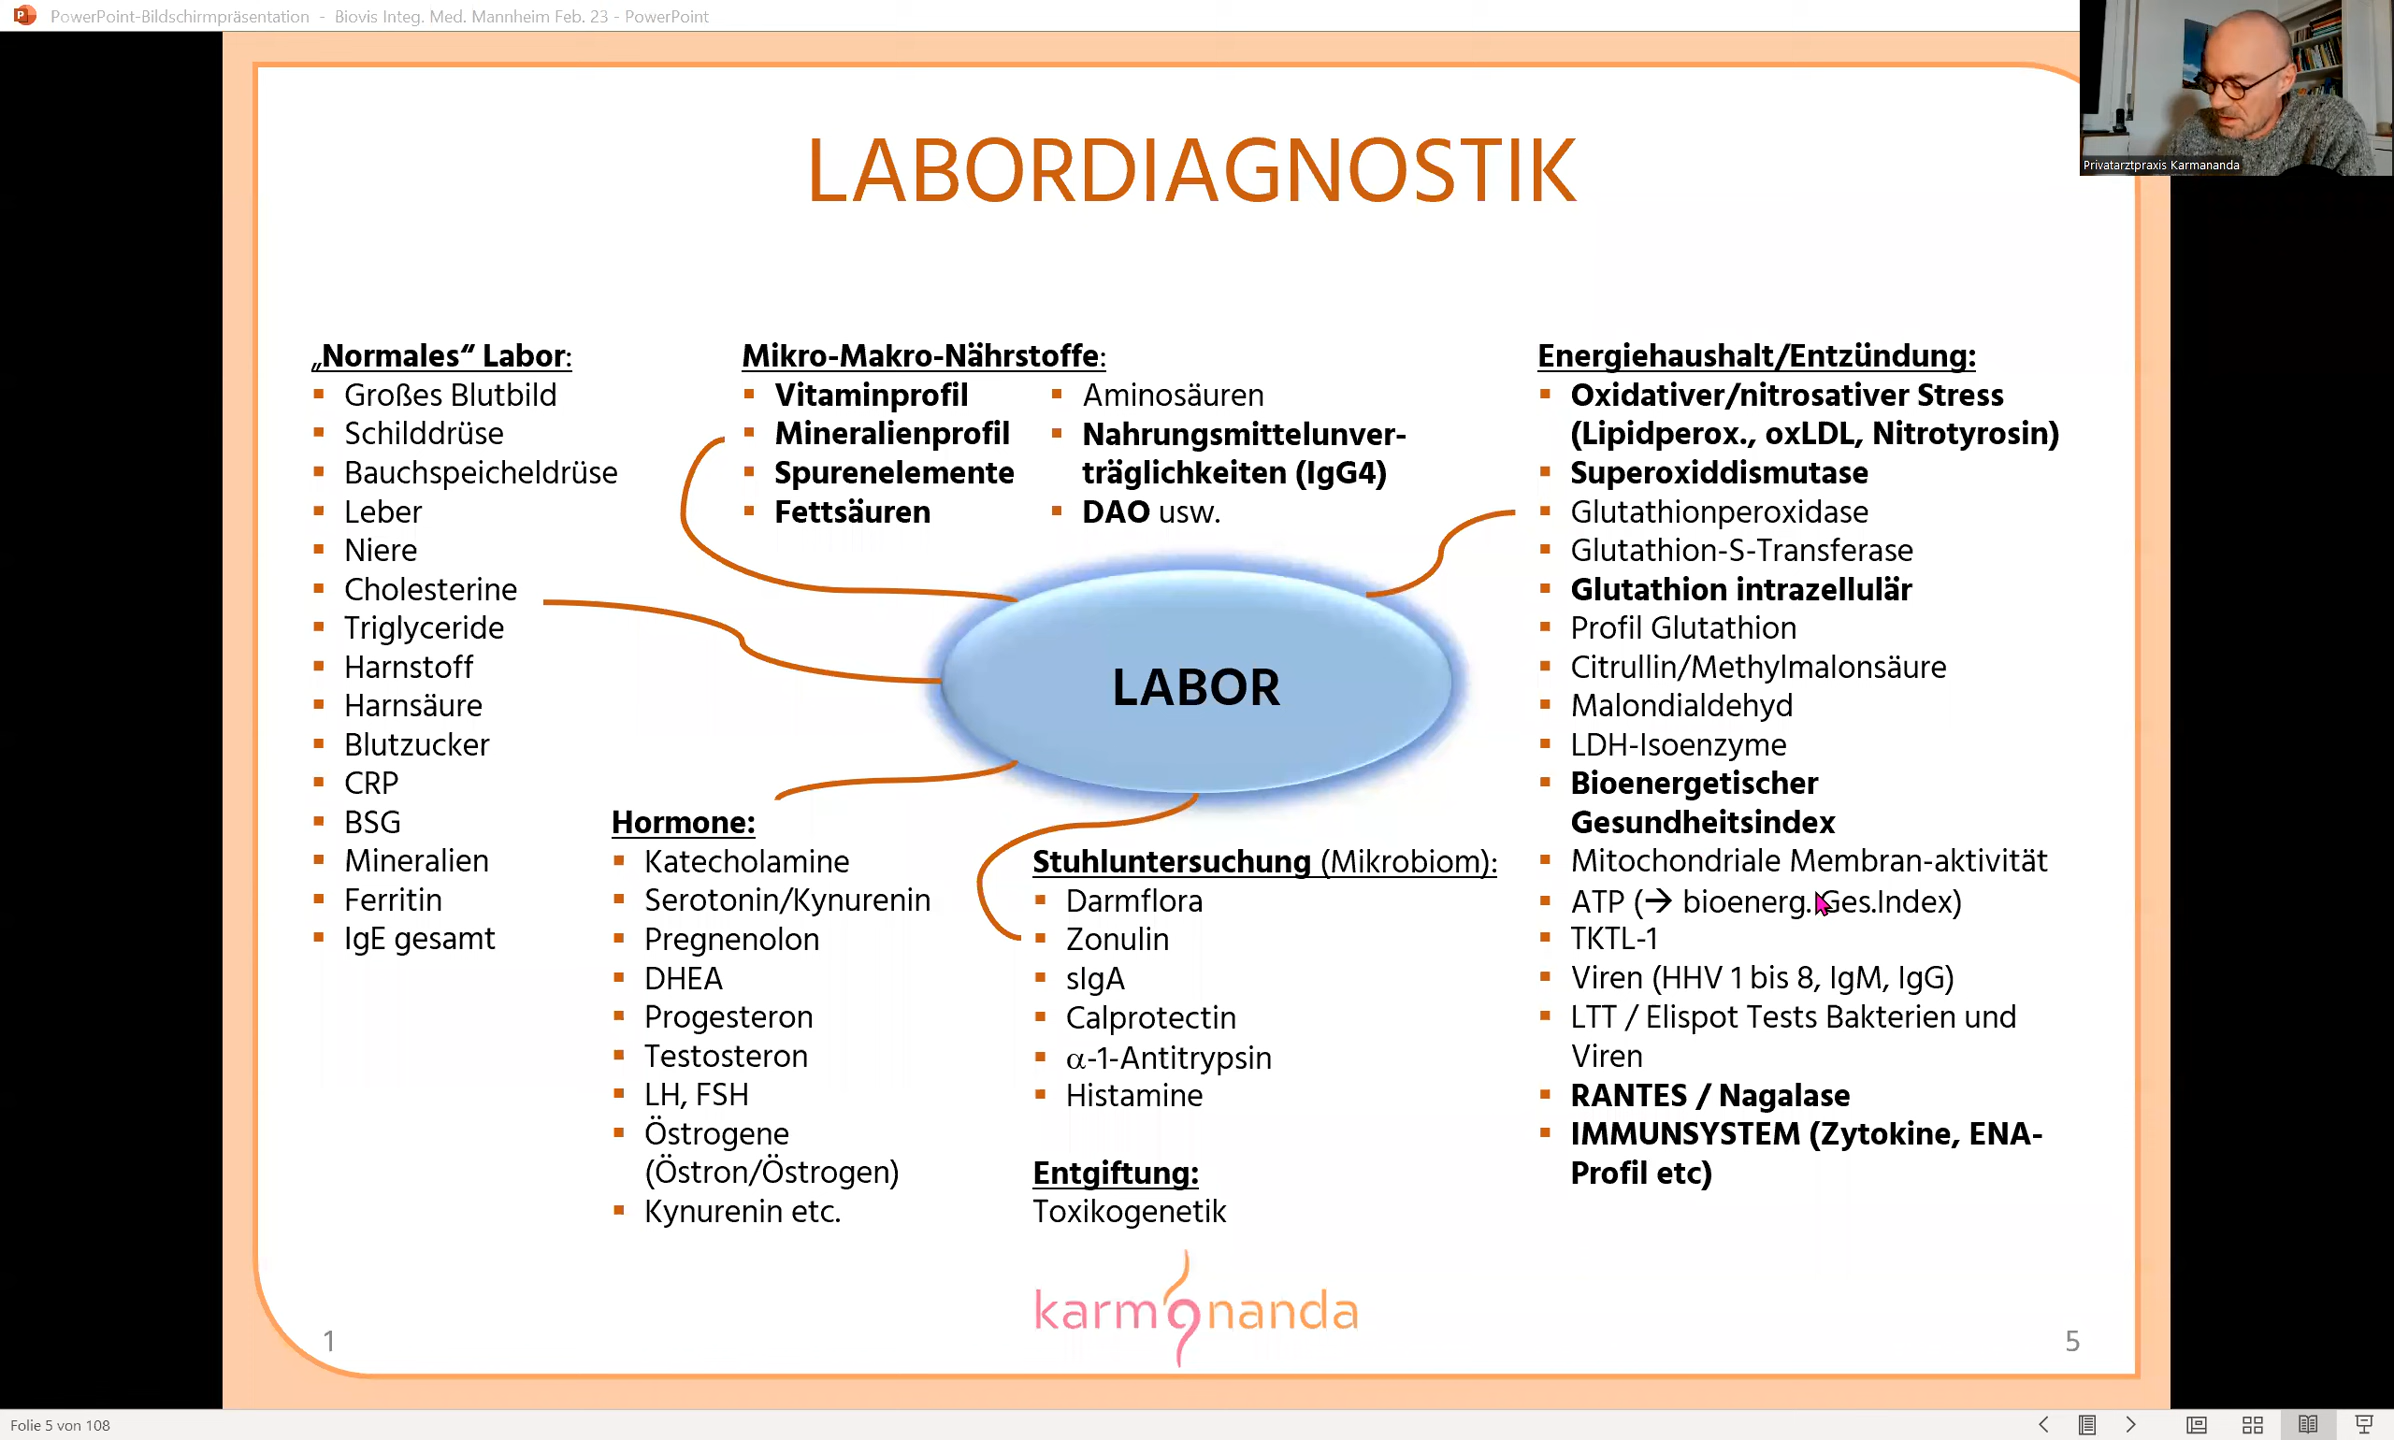 PowerPoint-Bildschirmpräsentation - Biovis Integ. Med. Mannheim Feb. 23 - PowerPoint
Privatarztpraxis Karmananda
LABORDIAGNOSTIK
„Normales“ Labor:
Großes Blutbild
Schilddrüse
Bauchspeicheldrüse
Leber
Niere
Cholesterine
Triglyceride
Harnstoff
Harnsäure
Blutzucker
CRP
BSG
Mineralien
Ferritin
IgE gesamt
Mikro-Makro-Nährstoffe:
Vitaminprofil
Mineralienprofil
Spurenelemente
Fettsäuren
Aminosäuren
Nahrungsmittelunver-
träglichkeiten (IgG4)
DAO usw.
Energiehaushalt/Entzündung:
Oxidativer/nitrosativer Stress
(Lipidperox., oxLDL, Nitrotyrosin)
Superoxiddismutase
Glutathionperoxidase
Glutathion-S-Transferase
Glutathion intrazellulär
Profil Glutathion
Citrullin/Methylmalonsäure
Malondialdehyd
LDH-Isoenzyme
Bioenergetischer
Gesundheitsindex
Mitochondriale Membran-aktivität
ATP (→ bioenerg. Ges.Index)
TKTL-1
Viren (HHV 1 bis 8, IgM, IgG)
LTT / Elispot Tests Bakterien und
Viren
RANTES / Nagalase
IMMUNSYSTEM (Zytokine, ENA-
Profil etc)
LABOR
Hormone:
Katecholamine
Serotonin/Kynurenin
Pregnenolon
DHEA
Progesteron
Testosteron
LH, FSH
Östrogene
(Östron/Östrogen)
Kynurenin etc.
Stuhluntersuchung (Mikrobiom):
Darmflora
Zonulin
sIgA
Calprotectin
α-1-Antitrypsin
Histamine
Entgiftung:
Toxikogenetik
karmananda
1
5
Folie 5 von 108